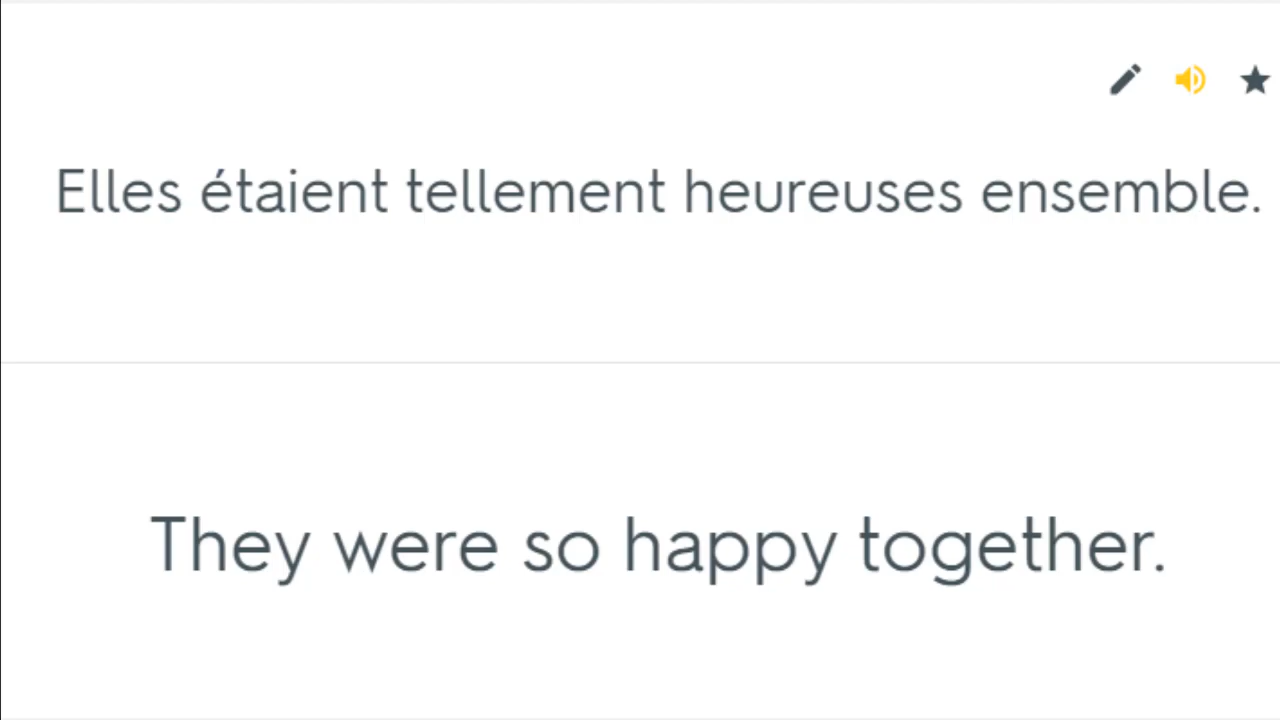 Elles étaient tellement heureuses ensemble.
They were so happy together.